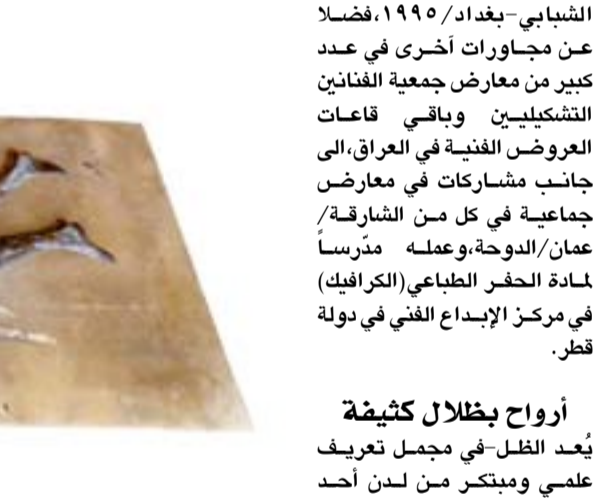 الشبابي-بغداد/١٩٩٥،فضلا
عن مجاورات أخرى في عدد
كبير من معارض جمعية الفنانين
التشكيليين وباقي قاعات
العروض الفنية في العراق،الى
جانب مشاركات في معارض
جماعية في كل من الشارقة/
عمان/الدوحة،وعمله مدّرساً
لمادة الحفر الطباعي(الكرافيك)
في مركز الإبداع الفني في دولة
قطر.
أرواح بظلال كثيفة
يُعد الظل-في مجمل تعريف
علمي ومبتكر من لدن أحد